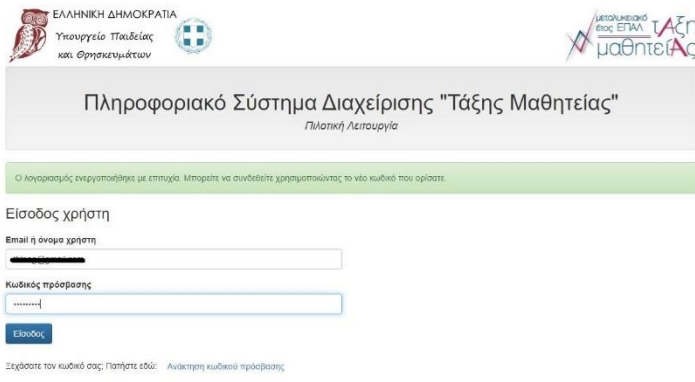 ΕΛΛΗΝΙΚΗ ΔΗΜΟΚΡΑΤΙΑ
Υπουργείο Παιδείας
και Θρησκευμάτων
μεταλυκειακό
έτος ΕΠΑΛ τΑξη
μαθητείΑς
Πληροφοριακό Σύστημα Διαχείρισης "Τάξης Μαθητείας"
Πιλοτική Λειτουργία
Ο λογαριασμός ενεργοποιήθηκε με επιτυχία. Μπορείτε να συνδεθείτε χρησιμοποιώντας το νέο κωδικό που ορίσατε.
Είσοδος χρήστη
Email ή όνομα χρήστη
Κωδικός πρόσβασης
Είσοδος
Ξεχάσατε τον κωδικό σας; Πατήστε εδώ: Ανάκτηση κωδικού πρόσβασης